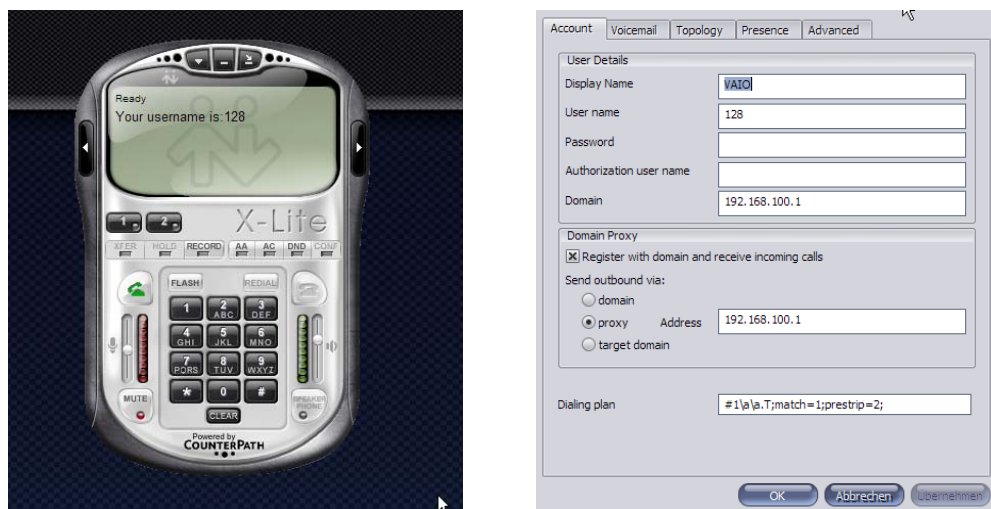 Ready
Your username is:128
1 2
X-Lite
XFER HOLD RECORD AA AC DND CONF
FLASH REDIAL
1 2 ABC 3 DEF
4 GHI 5 JKL 6 MNO
7 PQRS 8 TUV 9 WXYZ
* 0 #
MUTE
SPEAKER PHONE
CLEAR
Powered by
COUNTERPATH
Account Voicemail Topology Presence Advanced
User Details
Display Name VAIO
User name 128
Password
Authorization user name
Domain 192.168.100.1
Domain Proxy
Register with domain and receive incoming calls
Send outbound via:
domain
proxy Address 192.168.100.1
target domain
Dialing plan #1\a\a.T;match=1;prestrip=2;
OK Abbrechen Übernehmen